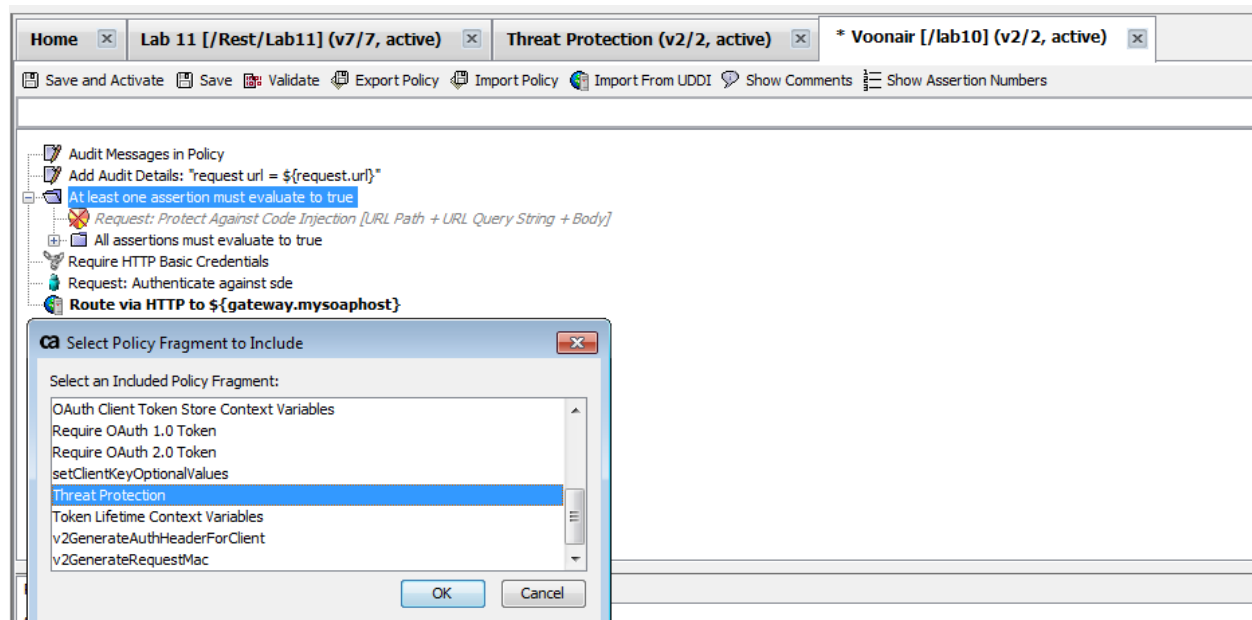 Home Lab 11 [/Rest/Lab11] (v7/7, active) Threat Protection (v2/2, active) * Voonair [/lab10] (v2/2, active)
Save and Activate Save Validate Export Policy Import Policy Import From UDDI Show Comments Show Assertion Numbers
Audit Messages in Policy
Add Audit Details: "request url = ${request.url}"
At least one assertion must evaluate to true
Request: Protect Against Code Injection [URL Path + URL Query String + Body]
All assertions must evaluate to true
Require HTTP Basic Credentials
Request: Authenticate against sde
Route via HTTP to ${gateway.mysoaphost}
ca Select Policy Fragment to Include
Select an Included Policy Fragment:
OAuth Client Token Store Context Variables
Require OAuth 1.0 Token
Require OAuth 2.0 Token
setClientKeyOptionalValues
Threat Protection
Token Lifetime Context Variables
v2GenerateAuthHeaderForClient
v2GenerateRequestMac
OK Cancel